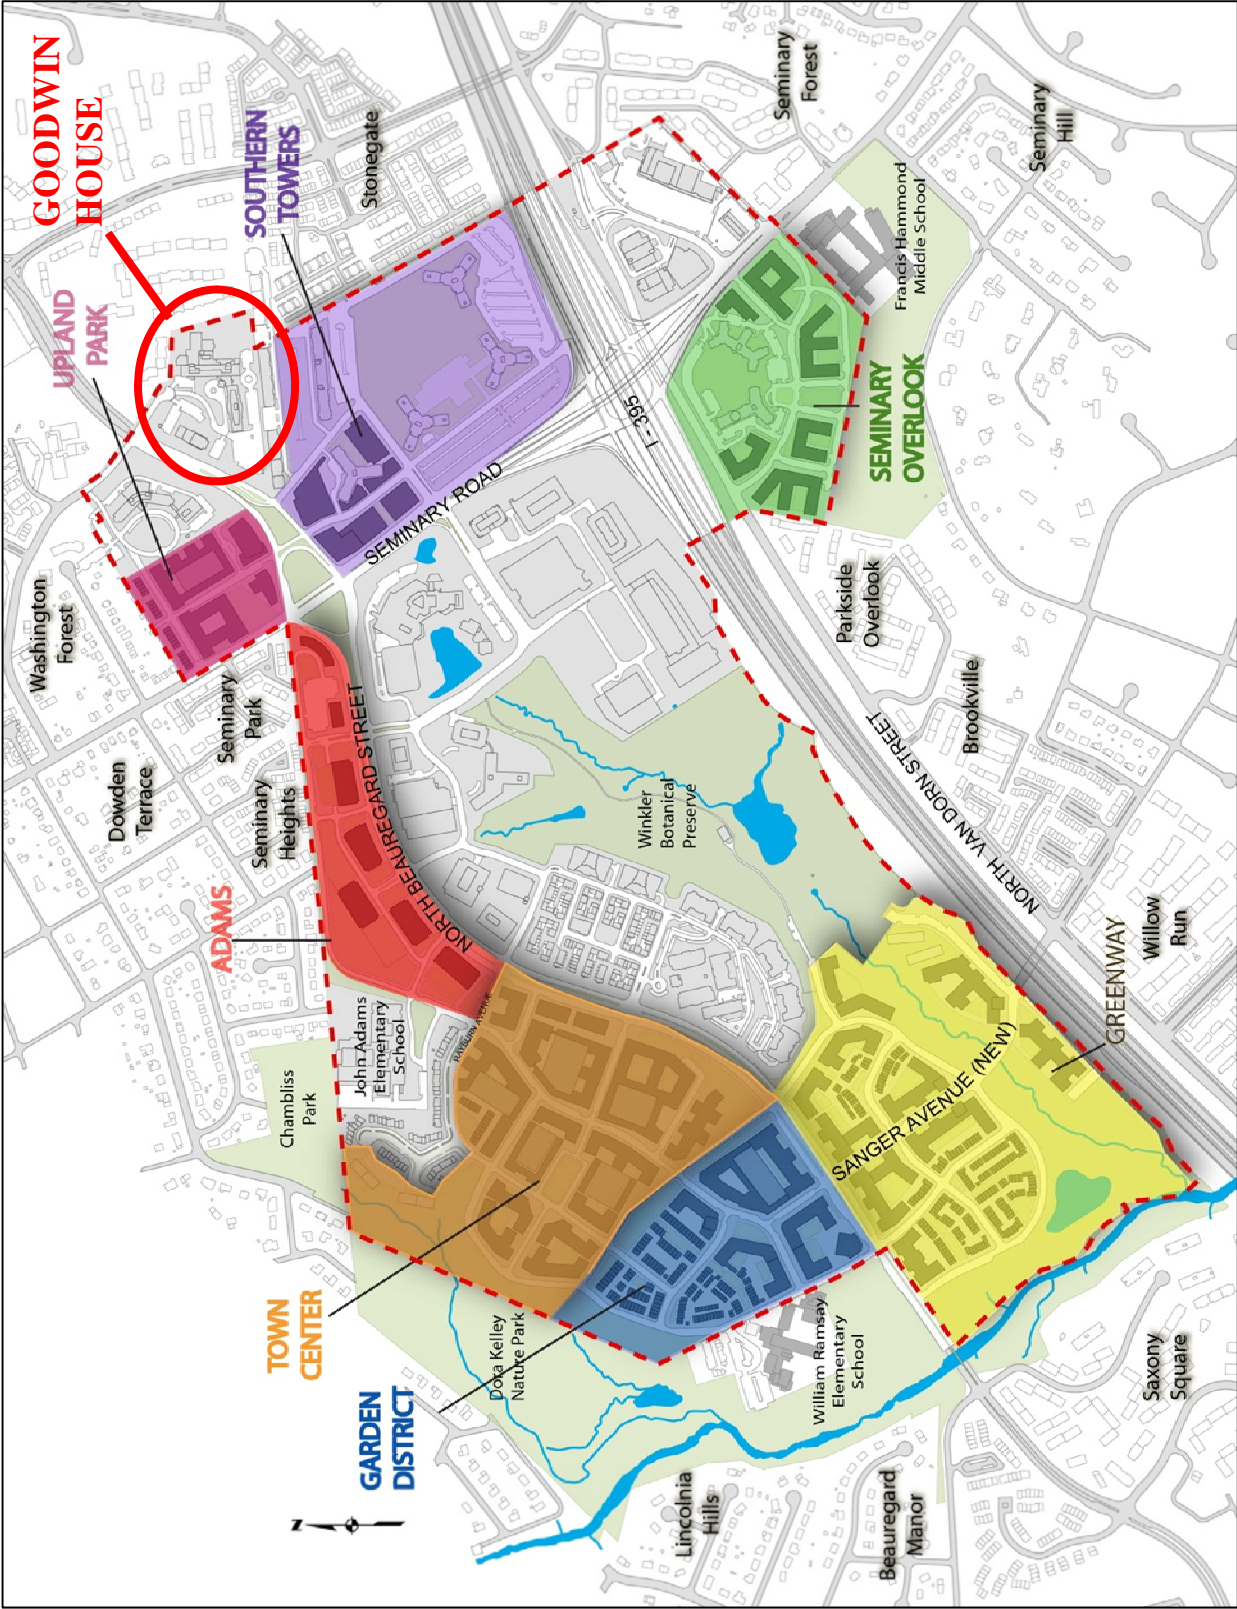 GOODWIN
HOUSE
SOUTHERN
TOWERS
Stonegate
UPLAND
PARK
Seminary
Forest
Seminary
Hill
Francis Hammond
Middle School
SEMINARY
OVERLOOK
I-395
SEMINARY ROAD
Washington
Forest
Seminary
Park
Dowden
Terrace
Seminary
Heights
ADAMS
NORTH BEAUREGARD STREET
Parkside
Overlook
Brookville
Winkler
Botanical
Preserve
NORTH VAN DORN STREET
Willow
Run
GREENWAY
SANGER AVENUE (NEW)
John Adams
Elementary
School
RAYBURN AVENUE
Chambliss
Park
TOWN
CENTER
GARDEN
DISTRICT
Dora Kelley
Nature Park
William Ramsay
Elementary
School
Saxony
Square
Lincolnia
Hills
Beauregard
Manor
N